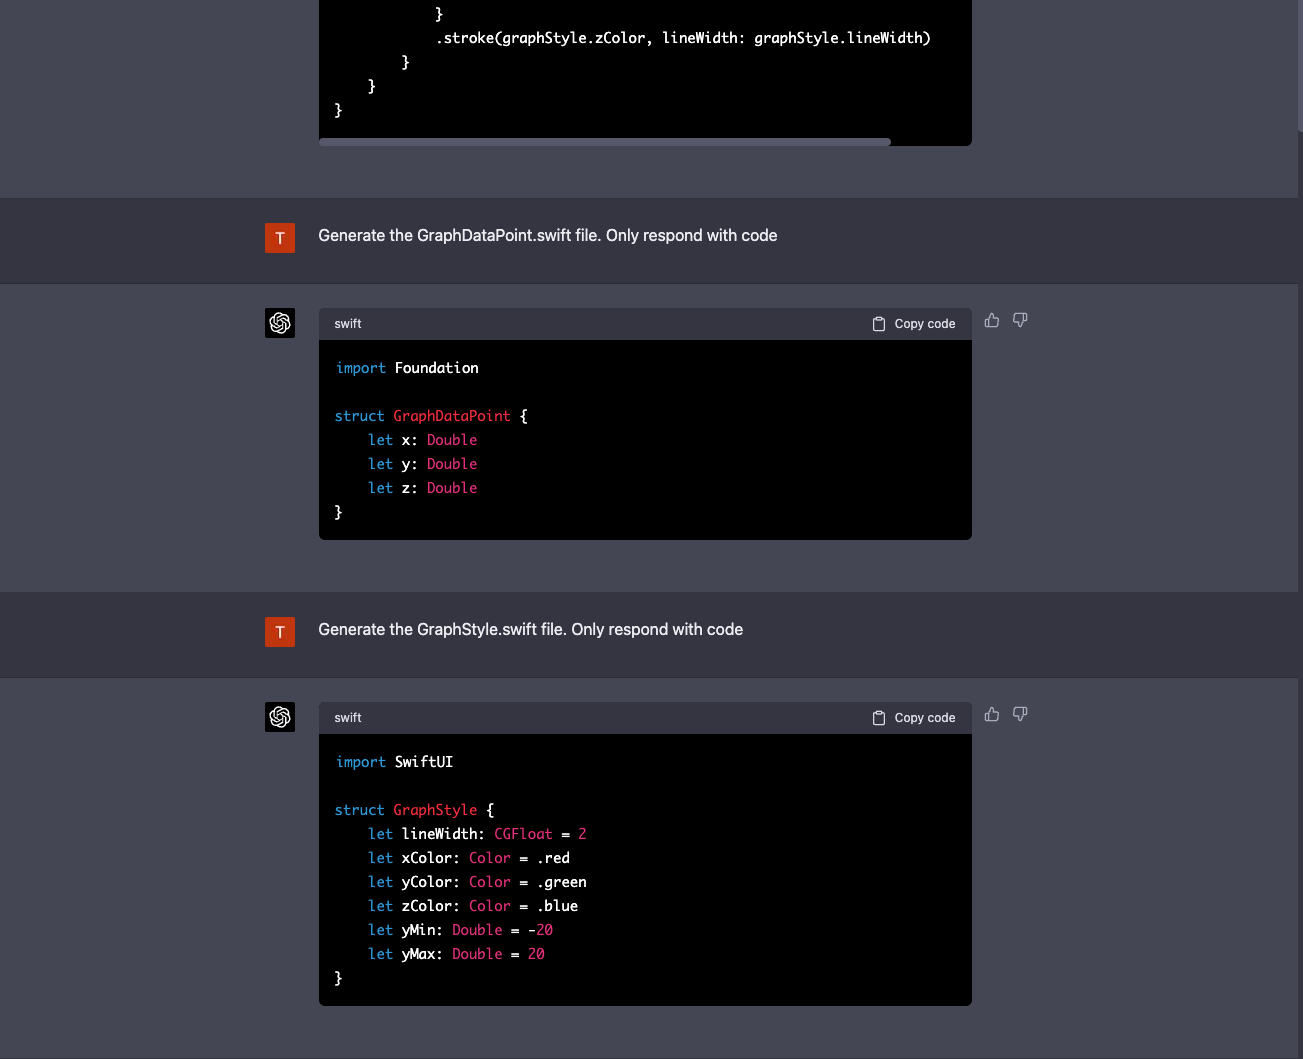 }
.stroke(graphStyle.zColor, lineWidth: graphStyle.lineWidth)
}
}
}
T
Generate the GraphDataPoint.swift file. Only respond with code
swift
Copy code
import Foundation
struct GraphDataPoint {
let x: Double
let y: Double
let z: Double
}
T
Generate the GraphStyle.swift file. Only respond with code
swift
Copy code
import SwiftUI
struct GraphStyle {
let lineWidth: CGFloat = 2
let xColor: Color = .red
let yColor: Color = .green
let zColor: Color = .blue
let yMin: Double = -20
let yMax: Double = 20
}